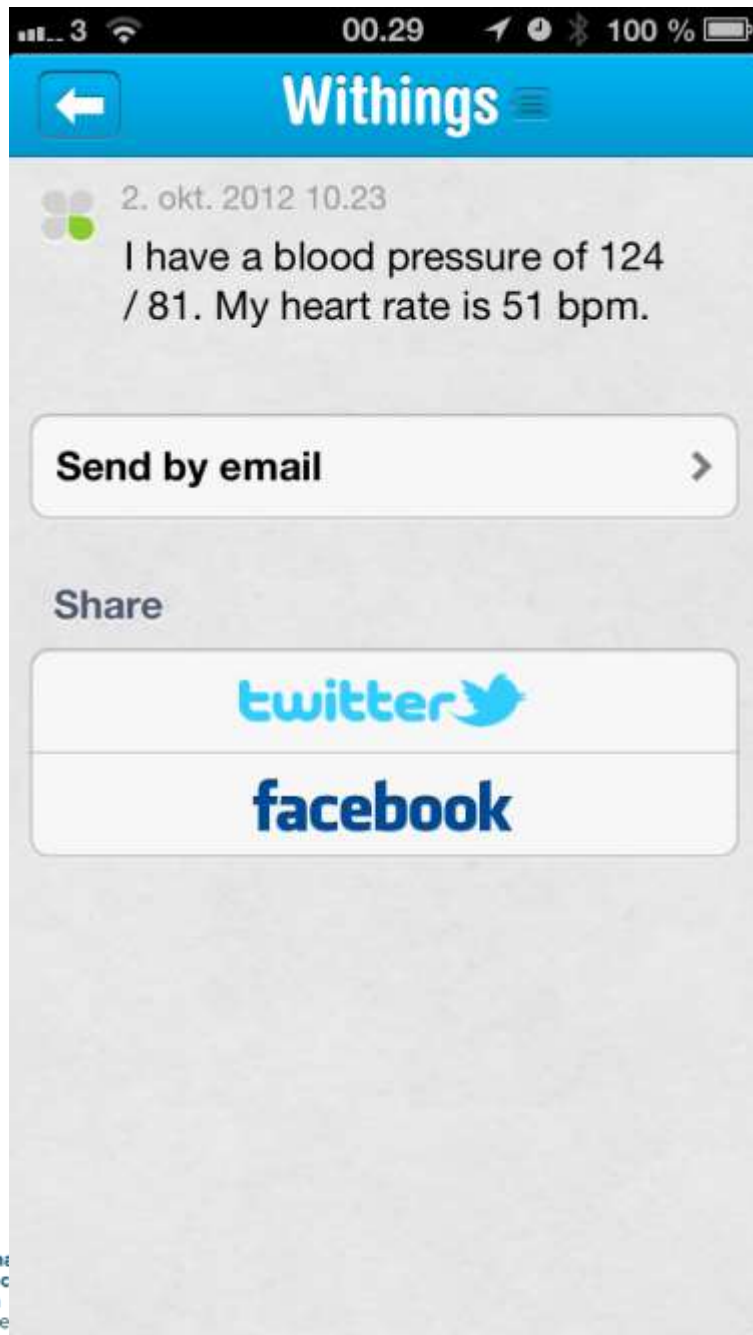 3 00.29 100 %
Withings
2. okt. 2012 10.23
I have a blood pressure of 124
/ 81. My heart rate is 51 bpm.
Send by email
Share
twitter
facebook